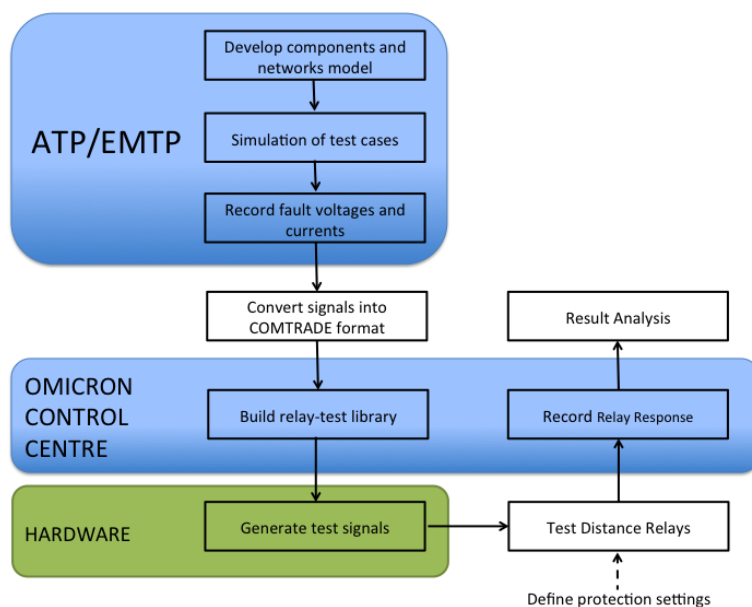 Develop components and
networks model
ATP/EMTP
Simulation of test cases
Record fault voltages and
currents
Convert signals into
COMTRADE format
Result Analysis
OMICRON
CONTROL
CENTRE
Build relay-test library
Record Relay Response
HARDWARE
Generate test signals
Test Distance Relays
Define protection settings